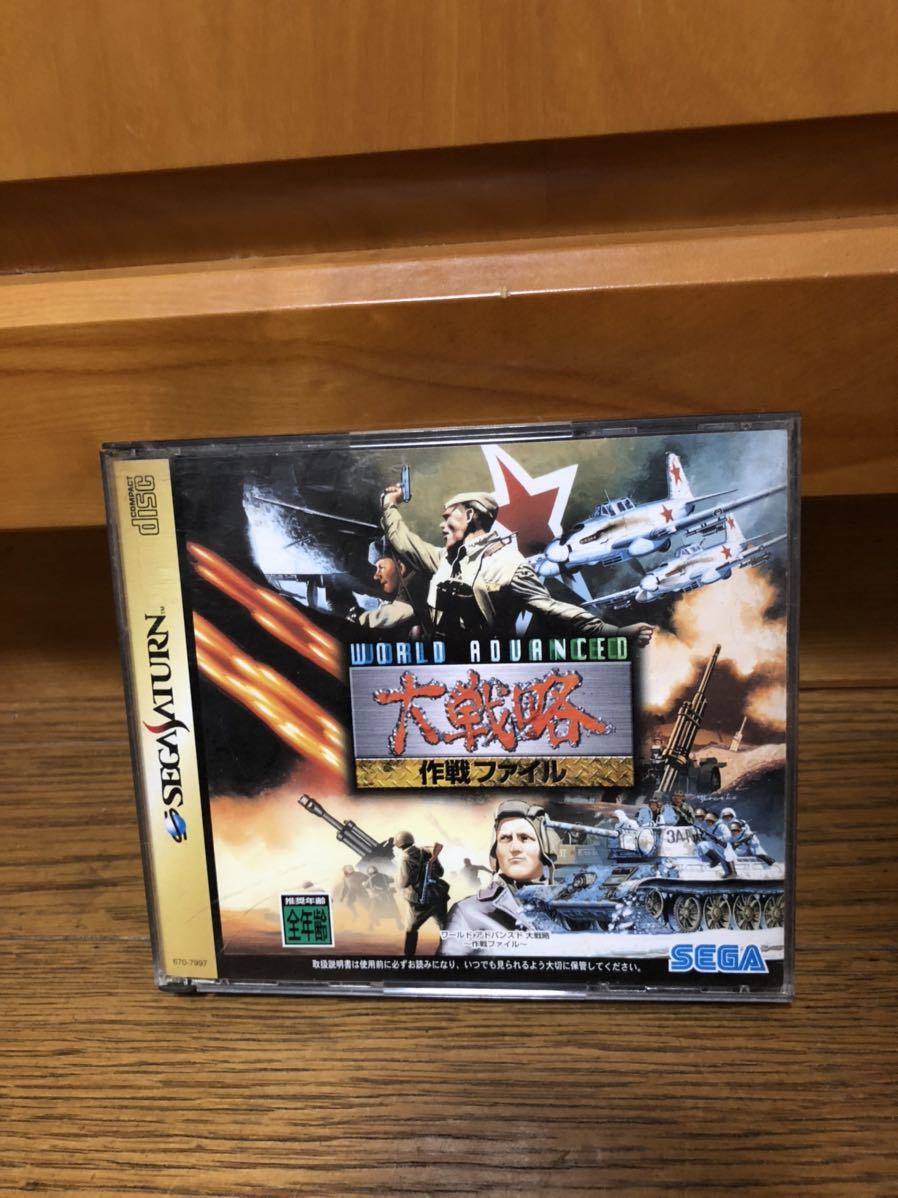 COMPACT
disc
SEGA SATURN™
670-7997
WORLD ADVANCED
大戦略
作戦ファイル
推奨年齢
全年齢
ワールド・アドバンスド 大戦略
〜作戦ファイル〜
取扱説明書は使用前に必ずお読みになり、いつでも見られるよう大切に保管してください。
SEGA